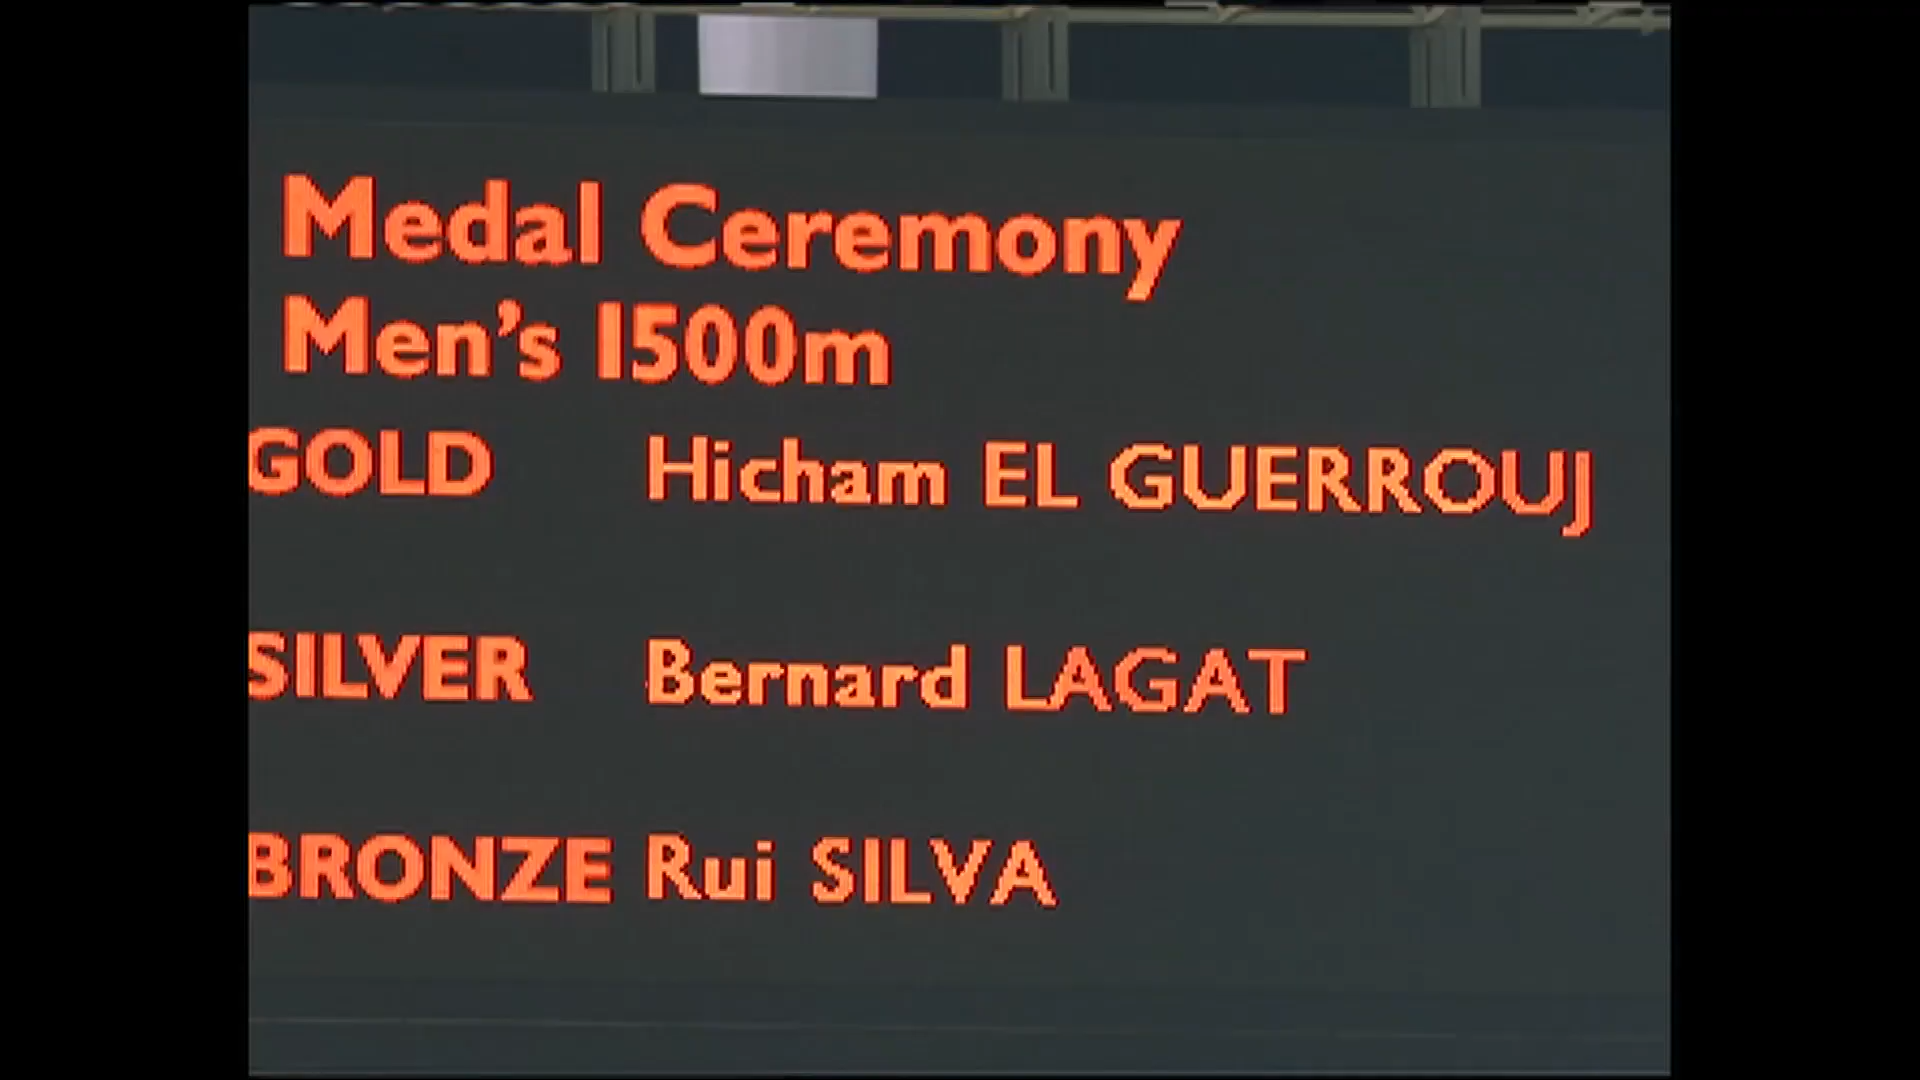 Medal Ceremony
Men’s 1500m
GOLD Hicham EL GUERROUJ
SILVER Bernard LAGAT
BRONZE Rui SILVA